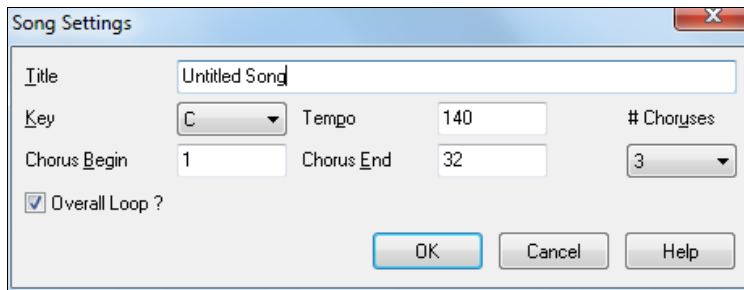 Song Settings
Title Untitled Song
Key C Tempo 140 # Choruses
Chorus Begin 1 Chorus End 32 3
Overall Loop ?
OK Cancel Help